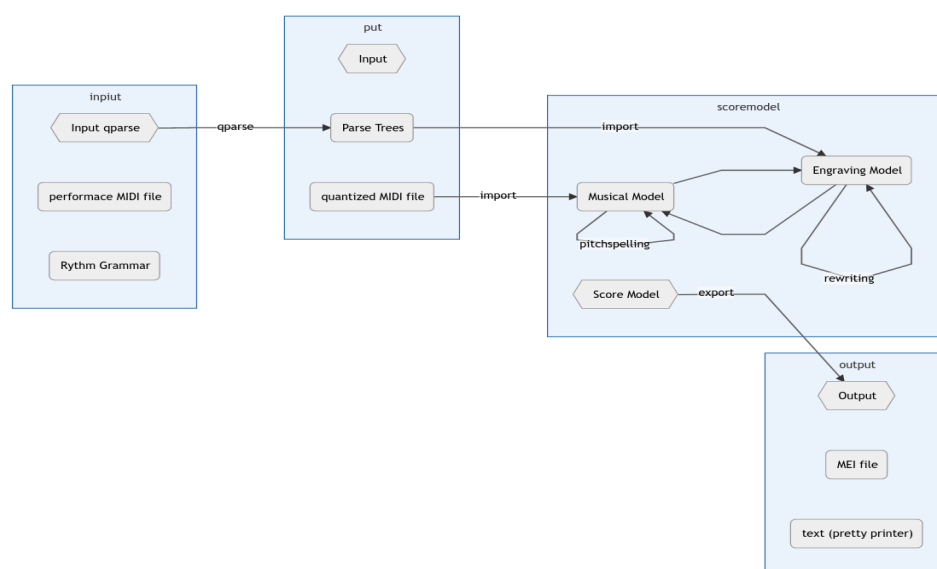 inpiut
Input qparse
performace MIDI file
Rythm Grammar
qparse
put
Input
Parse Trees
quantized MIDI file
import
import
scoremodel
Engraving Model
Musical Model
pitchspelling
rewriting
Score Model
export
output
Output
MEI file
text (pretty printer)